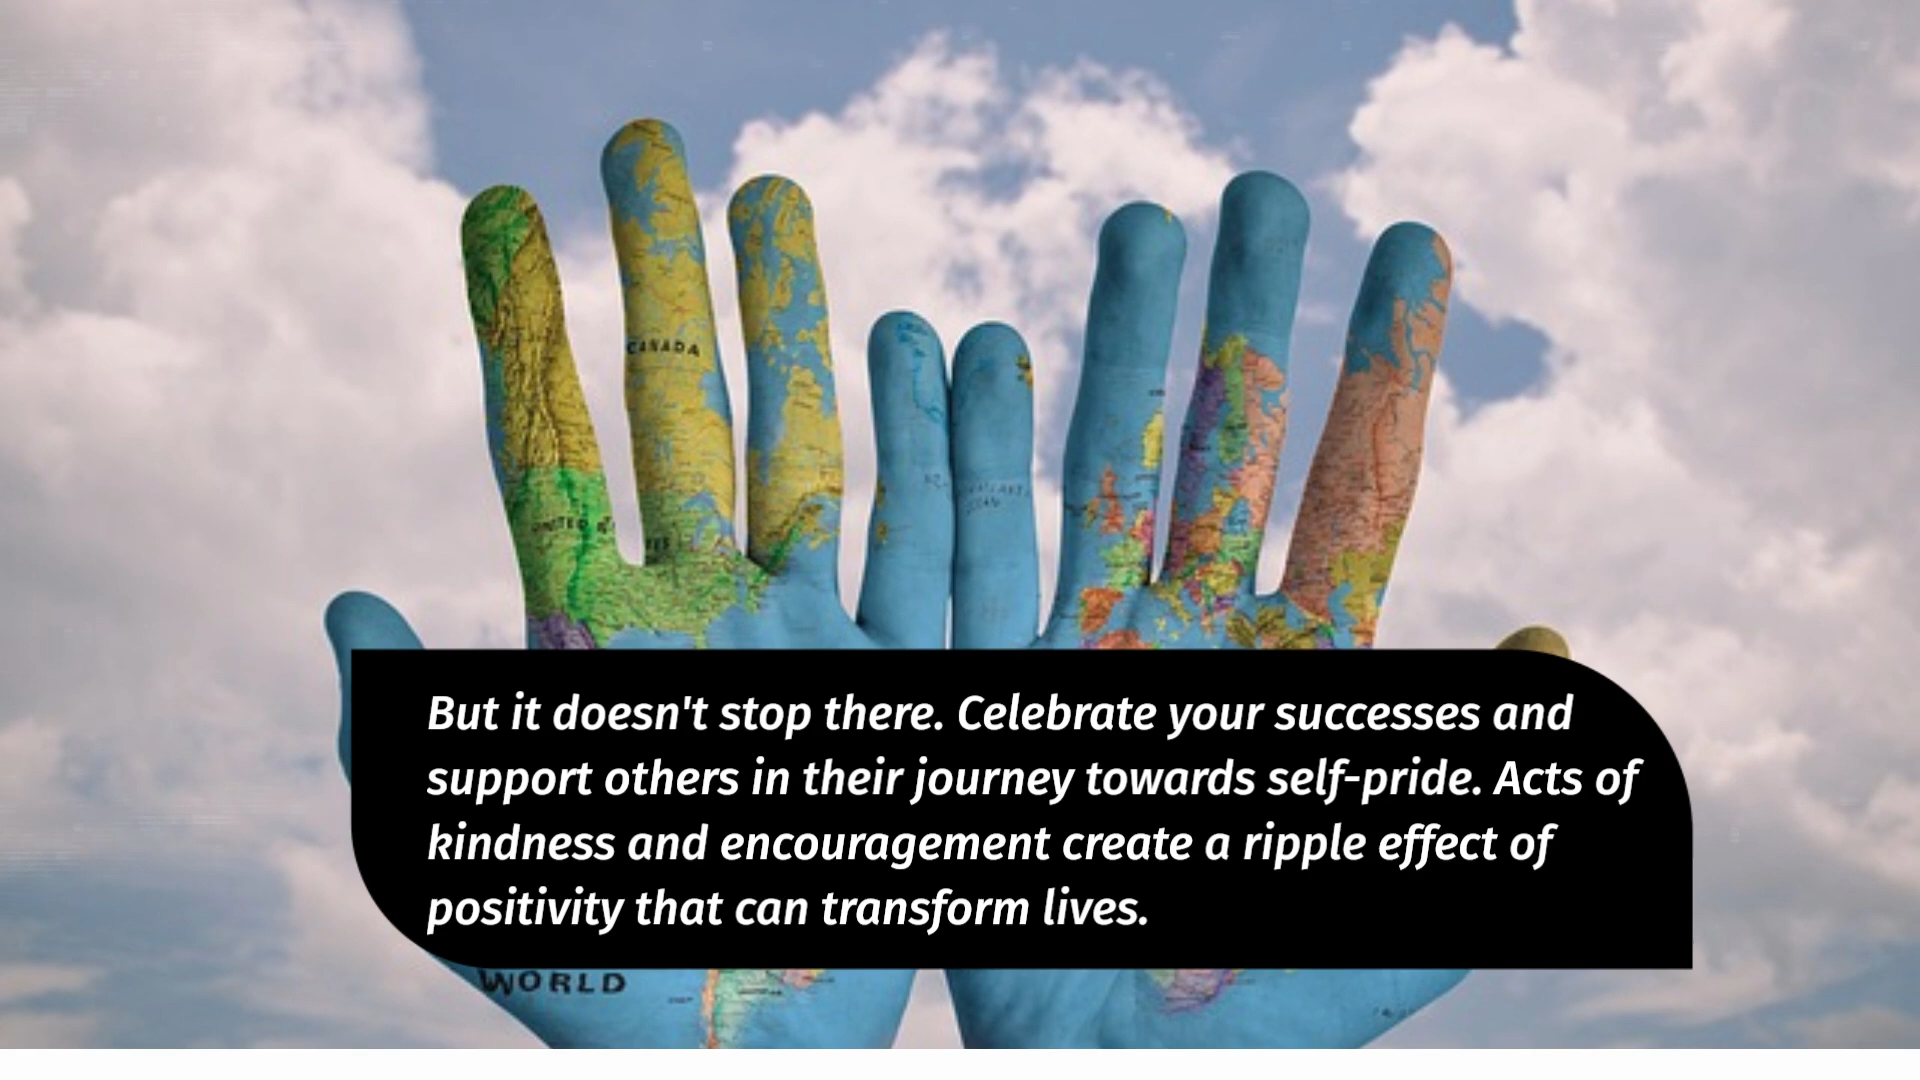 CANADA
UNITED
But it doesn't stop there. Celebrate your successes and
support others in their journey towards self-pride. Acts of
kindness and encouragement create a ripple effect of
positivity that can transform lives.
WORLD